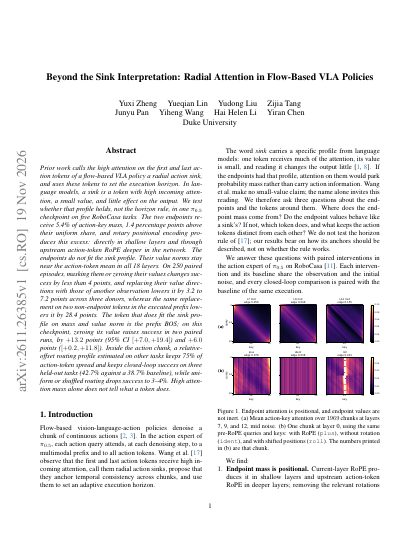 arXiv:2611.26385v1 [cs.RO] 19 Nov 2026
Beyond the Sink Interpretation: Radial Attention in Flow-Based VLA Policies
Yuxi Zheng Yueqian Lin Yudong Liu Zijia Tang
Junyu Pan Yiheng Wang Hai Helen Li Yiran Chen
Duke University
Abstract
Prior work calls the high attention on the first and last ac-
tion tokens of a flow-based VLA policy a radial action sink,
and uses these tokens to set the execution horizon. In lan-
guage models, a sink is a token with high incoming atten-
tion, a small value, and little effect on the output. We test
whether that profile holds, not the horizon rule, in one π0.5
checkpoint on five RoboCasa tasks. The two endpoints re-
ceive 5.4% of action-key mass, 1.4 percentage points above
their uniform share, and rotary positional encoding pro-
duces this excess: directly in shallow layers and through
upstream action-token RoPE deeper in the network. The
endpoints do not fit the sink profile. Their value norms stay
near the action-token mean in all 18 layers. On 250 paired
episodes, masking them or zeroing their values changes suc-
cess by less than 4 points, and replacing their value direc-
tions with those of another observation lowers it by 3.2 to
7.2 points across three donors, whereas the same replace-
ment on two non-endpoint tokens in the executed prefix low-
ers it by 28.4 points. The token that does fit the sink
profile on mass and value norm is the prefix BOS; on this
checkpoint, zeroing its value raises success in two paired
runs, by +13.2 points (95% CI [+7.0,+19.4]) and +6.0
points ([+0.2,+11.8]). Inside the action chunk, a relative-
offset routing profile estimated on other tasks keeps 75%
of action-token spread and keeps closed-loop success on three
held-out tasks (42.7% against a 38.7% baseline), while uni-
form or shuffled routing drops success to 3–4%. High atten-
tion mass alone does not tell what a token does.
1. Introduction
Flow-based vision-language-action policies denoise a
chunk of continuous actions [2, 3]. In the action expert of
π0.5, each action query attends, at each denoising step, to a
multimodal prefix and to all action tokens. Wang et al. [17]
observe that the first and last action tokens receive high in-
coming attention, call them radial action sinks, propose that
they anchor temporal consistency across chunks, and use
them to set an adaptive execution horizon.
The word sink carries a specific profile from language
models: one token receives much of the attention, its value
is small, and reading it changes the output little [1, 8]. If
the endpoints had that profile, attention on them would park
probability mass rather than carry action information. Wang
et al. make no small-value claim; the name alone invites this
reading. We therefore ask three questions about the end-
points and the tokens around them. Where does the end-
point mass come from? Do the endpoint values behave like
a sink's? If not, which token does, and what keeps the action
tokens distinct from each other? We do not test the horizon
rule of [17]; our results bear on how its anchors should be
described, not on whether the rule works.
We answer these questions with paired interventions in
the action expert of π0.5 on RoboCasa [11]. Each interven-
tion and its baseline share the observation and the initial
noise, and every closed-loop comparison is paired with the
baseline of the same execution.
(a)
(b)
Figure 1. Endpoint attention is positional, and endpoint values are
not inert. (a) Mean action-key attention over 1969 chunks at layers
7, 9, and 12, mid noise. (b) One chunk at layer 0, using the same
pre-RoPE queries and keys: with RoPE (plus), without rotation
(ident), and with shifted positions (roll). The numbers printed
in (b) are that chunk.
We find:
1. Endpoint mass is positional. Current-layer RoPE pro-
duces it in shallow layers and upstream action-token
RoPE in deeper layers; removing the relevant rotations
1